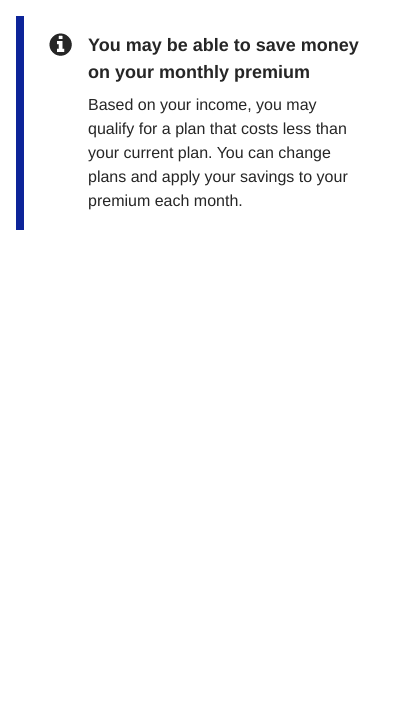 You may be able to save money
on your monthly premium
Based on your income, you may
qualify for a plan that costs less than
your current plan. You can change
plans and apply your savings to your
premium each month.